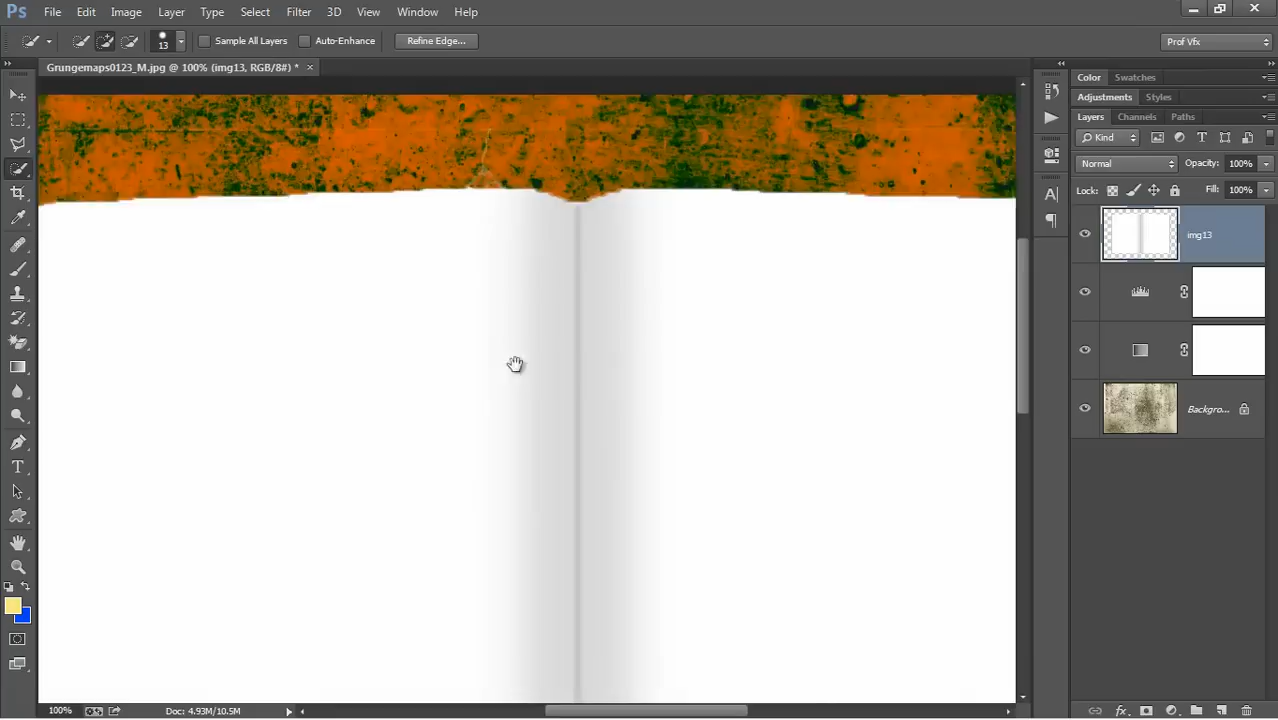 Ps File Edit Image Layer Type Select Filter 3D View Window Help
13 Sample All Layers Auto-Enhance Refine Edge... Prof Vfx
Grungemaps0123_M.jpg @ 100% (img13, RGB/8#) * ×
Color Swatches
Adjustments Styles
Layers Channels Paths
Kind
Normal Opacity: 100%
Lock: Fill: 100%
img13
Backgro...
100% Doc: 4.93M/10.5M